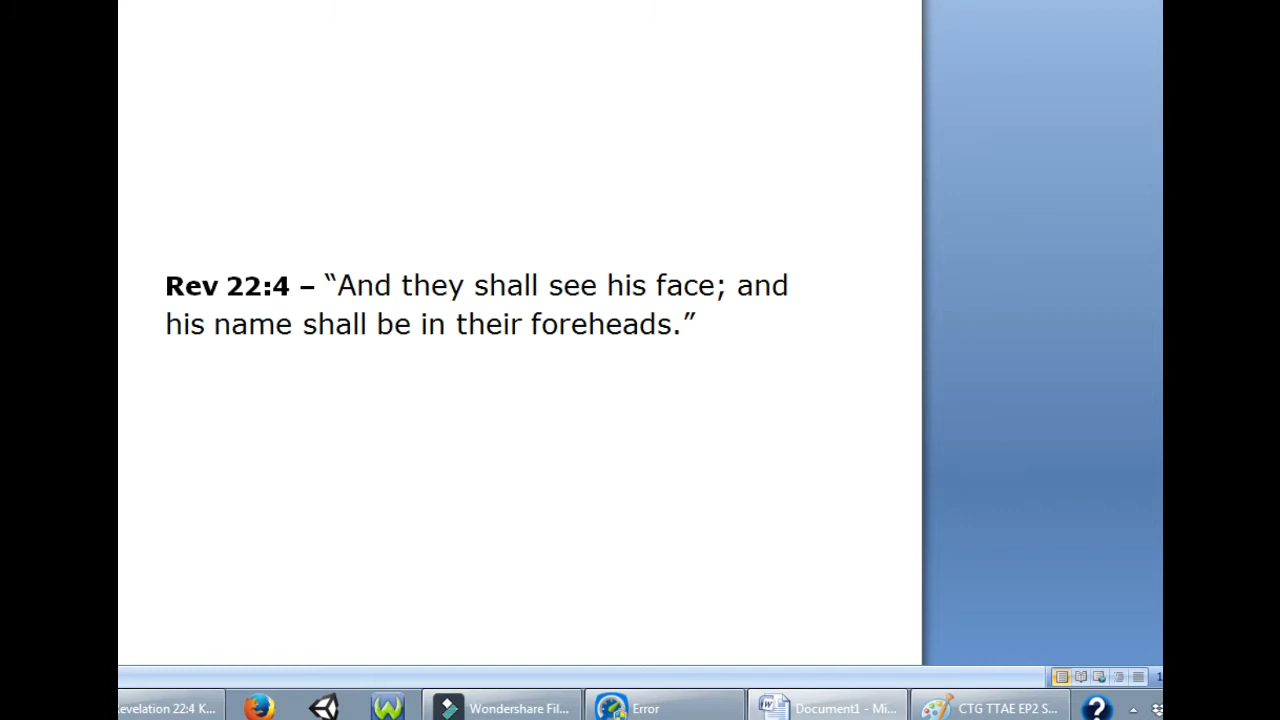 Rev 22:4 – “And they shall see his face; and
his name shall be in their foreheads.”
1
Revelation 22:4 K...
Wondershare Fil...
Error
Document1 - Mi...
CTG TTAE EP2 S...